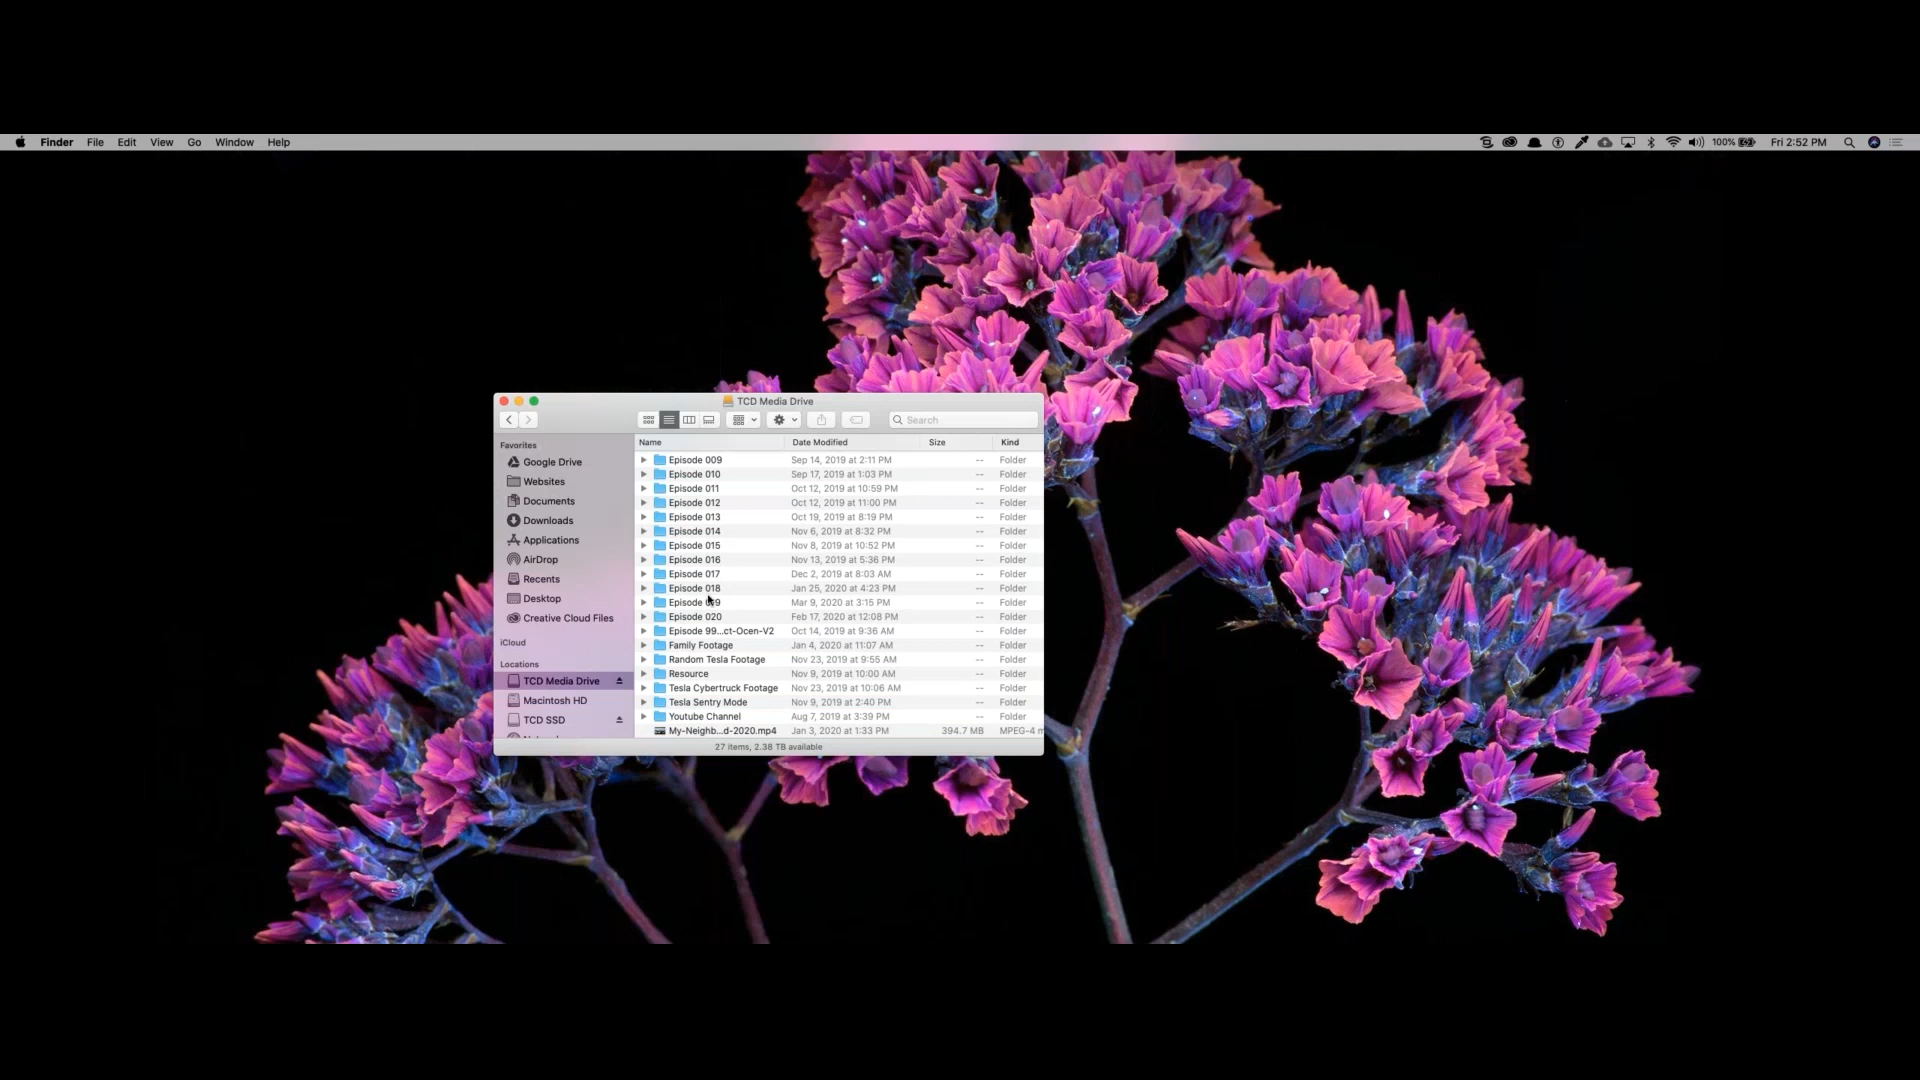 Finder File Edit View Go Window Help 100% Fri 2:52 PM
TCD Media Drive
Search
Favorites
Google Drive
Websites
Documents
Downloads
Applications
AirDrop
Recents
Desktop
Creative Cloud Files
iCloud
Locations
TCD Media Drive
Macintosh HD
TCD SSD
Name Date Modified Size Kind
Episode 009 Sep 14, 2019 at 2:11 PM -- Folder
Episode 010 Sep 17, 2019 at 1:03 PM -- Folder
Episode 011 Oct 12, 2019 at 10:59 PM -- Folder
Episode 012 Oct 12, 2019 at 11:00 PM -- Folder
Episode 013 Oct 19, 2019 at 8:19 PM -- Folder
Episode 014 Nov 6, 2019 at 8:32 PM -- Folder
Episode 015 Nov 8, 2019 at 10:52 PM -- Folder
Episode 016 Nov 13, 2019 at 5:36 PM -- Folder
Episode 017 Dec 2, 2019 at 8:03 AM -- Folder
Episode 018 Jan 25, 2020 at 4:23 PM -- Folder
Episode 019 Mar 9, 2020 at 3:15 PM -- Folder
Episode 020 Feb 17, 2020 at 12:08 PM -- Folder
Episode 99...ct-Ocen-V2 Oct 14, 2019 at 9:36 AM -- Folder
Family Footage Jan 4, 2020 at 11:07 AM -- Folder
Random Tesla Footage Nov 23, 2019 at 9:55 AM -- Folder
Resource Nov 9, 2019 at 10:00 AM -- Folder
Tesla Cybertruck Footage Nov 23, 2019 at 10:06 AM -- Folder
Tesla Sentry Mode Nov 9, 2019 at 2:40 PM -- Folder
Youtube Channel Aug 7, 2019 at 3:39 PM -- Folder
My-Neighb...d-2020.mp4 Jan 3, 2020 at 1:33 PM 394.7 MB MPEG-4
27 items, 2.38 TB available